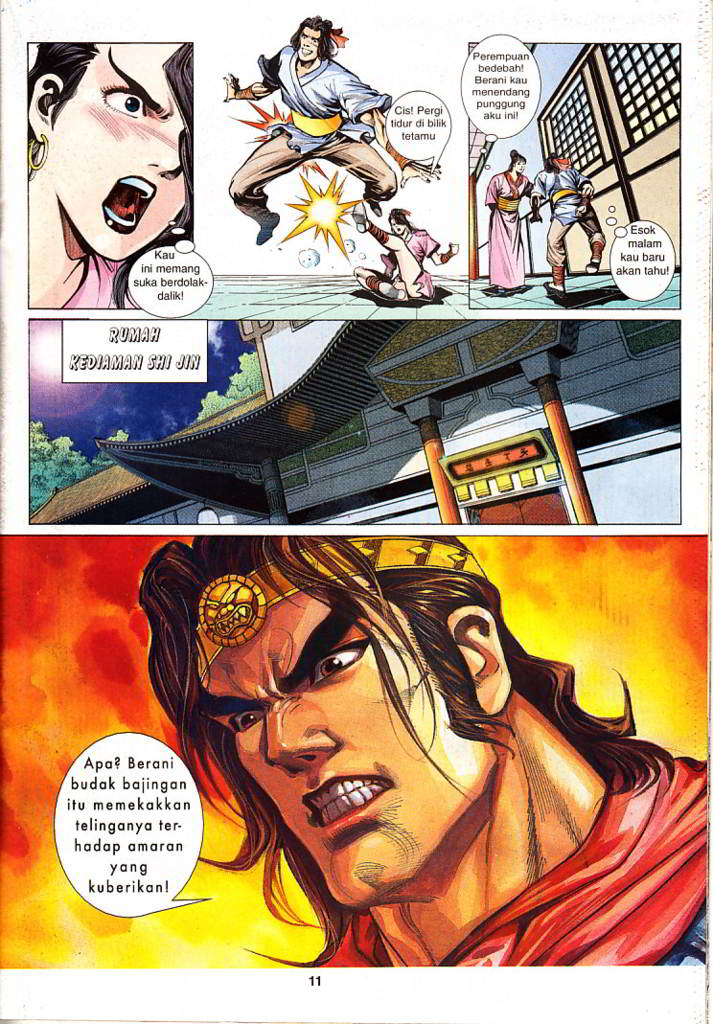 Kau
ini memang
suka berdolak-
dalik!
Cis! Pergi
tidur di bilik
tetamu
Perempuan
bedebah!
Berani kau
menendang
punggung
aku ini!
Esok
malam
kau baru
akan tahu!
RUMAH
KEDIAMAN SHI JIN
Apa? Berani
budak bajingan
itu memekakkan
telinganya ter-
hadap amaran
yang
kuberikan!
11